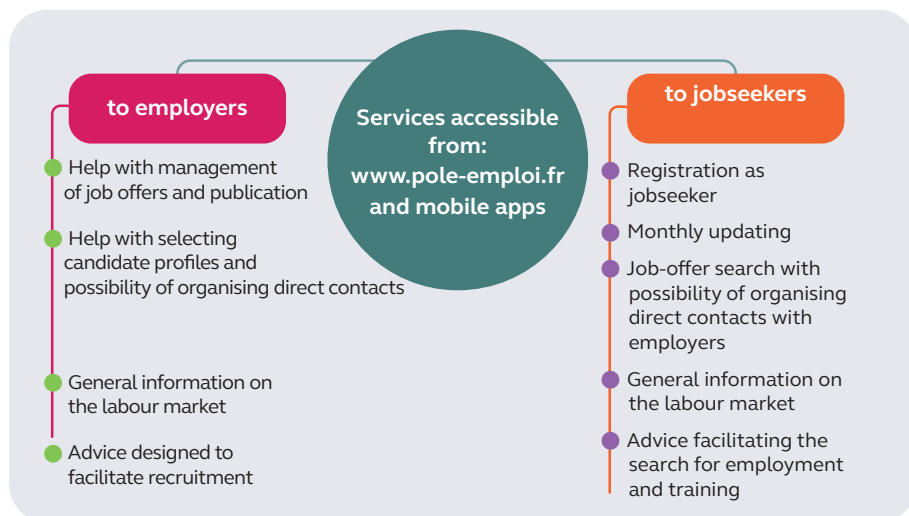 Services accessible
from:
www.pole-emploi.fr
and mobile apps
to employers
Help with management
of job offers and publication
Help with selecting
candidate profiles and
possibility of organising direct contacts
General information on
the labour market
Advice designed to
facilitate recruitment
to jobseekers
Registration as
jobseeker
Monthly updating
Job-offer search with
possibility of organising
direct contacts with
employers
General information on
the labour market
Advice facilitating the
search for employment
and training